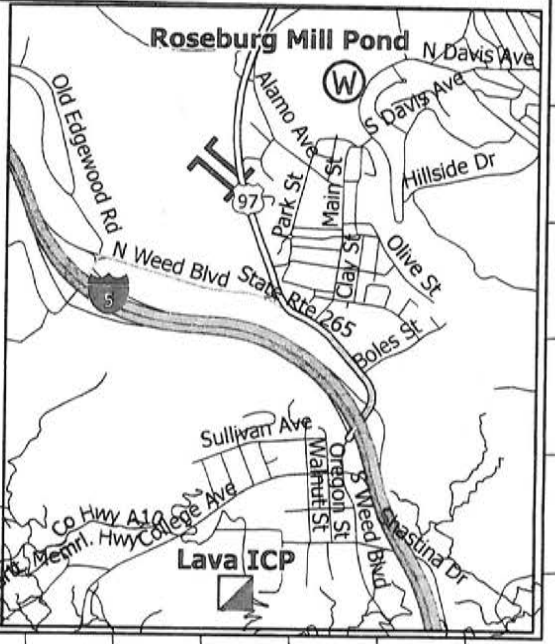 Roseburg Mill Pond
N Davis Ave
W
Alamo Ave
S Davis Ave
Old Edgewood Rd
Hillside Dr
97
Park St
Main St
Clay St
Olive St
N Weed Blvd
State Rte 265
5
Boles St
Sullivan Ave
Walnut St
Oregon St
S Weed Blvd
Co Hwy A10
College Ave
Memrl. Hwy
Shastina Dr
Lava ICP